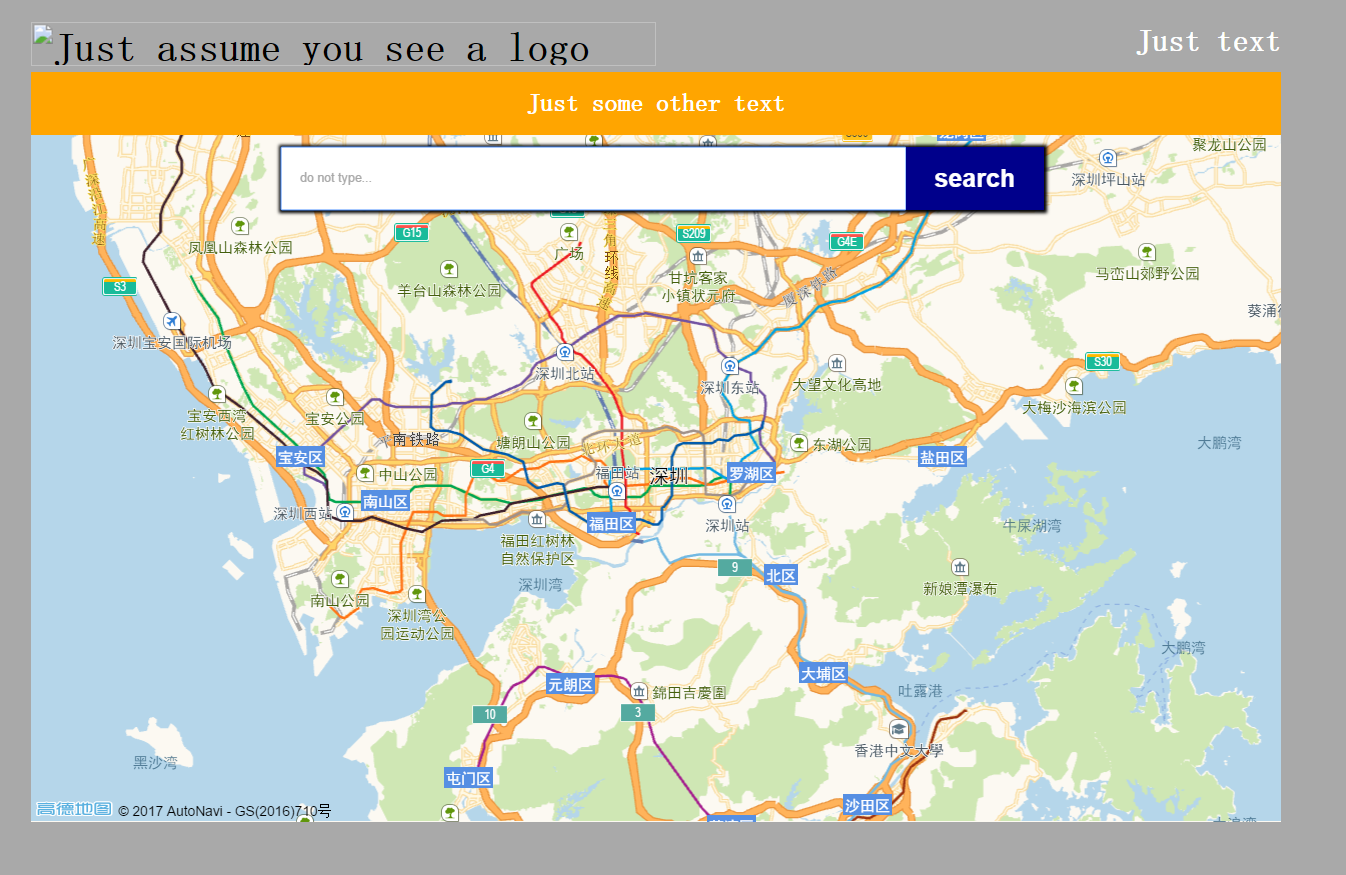 Just assume you see a logo
Just text
Just some other text
do not type...
search
聚龙山公园
深圳坪山站
凤凰山森林公园
G15
广场
S209
G4E
甘坑客家
小镇状元府
马峦山郊野公园
羊台山森林公园
厦深铁路
S3
深圳宝安国际机场
深圳北站
深圳东站
大望文化高地
S30
大梅沙海滨公园
宝安西湾
红树林公园
宝安公园
南铁路
塘朗山公园
北环大道
东湖公园
大鹏湾
宝安区
中山公园
G4
福田站
深圳
罗湖区
盐田区
南山区
深圳西站
福田区
深圳站
牛尿湖湾
福田红树林
自然保护区
深圳湾
9
北区
新娘潭瀑布
南山公园
深圳湾公
园运动公园
大鹏湾
大埔区
元朗区
錦田吉慶圍
吐露港
10
3
香港中文大學
黑沙湾
屯门区
沙田区
高德地图 © 2017 AutoNavi - GS(2016)710号